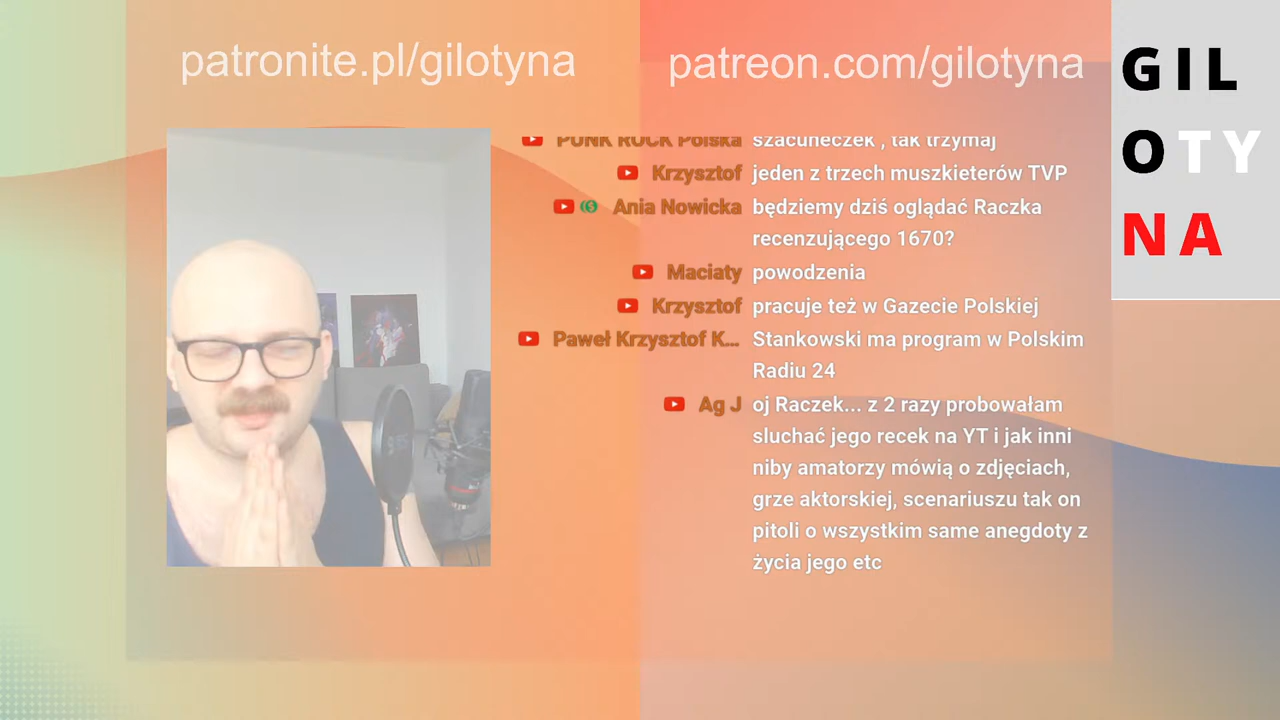 patronite.pl/gilotyna
patreon.com/gilotyna
GIL
OTY
NA
PUNK ROCK Polska szacuneczek , tak trzymaj
Krzysztof jeden z trzech muszkieterów TVP
Ania Nowicka będziemy dziś oglądać Raczka
recenzującego 1670?
Maciaty powodzenia
Krzysztof pracuje też w Gazecie Polskiej
Paweł Krzysztof K... Stankowski ma program w Polskim
Radiu 24
Ag J oj Raczek... z 2 razy probowałam
sluchać jego recek na YT i jak inni
niby amatorzy mówią o zdjęciach,
grze aktorskiej, scenariuszu tak on
pitoli o wszystkim same anegdoty z
życia jego etc